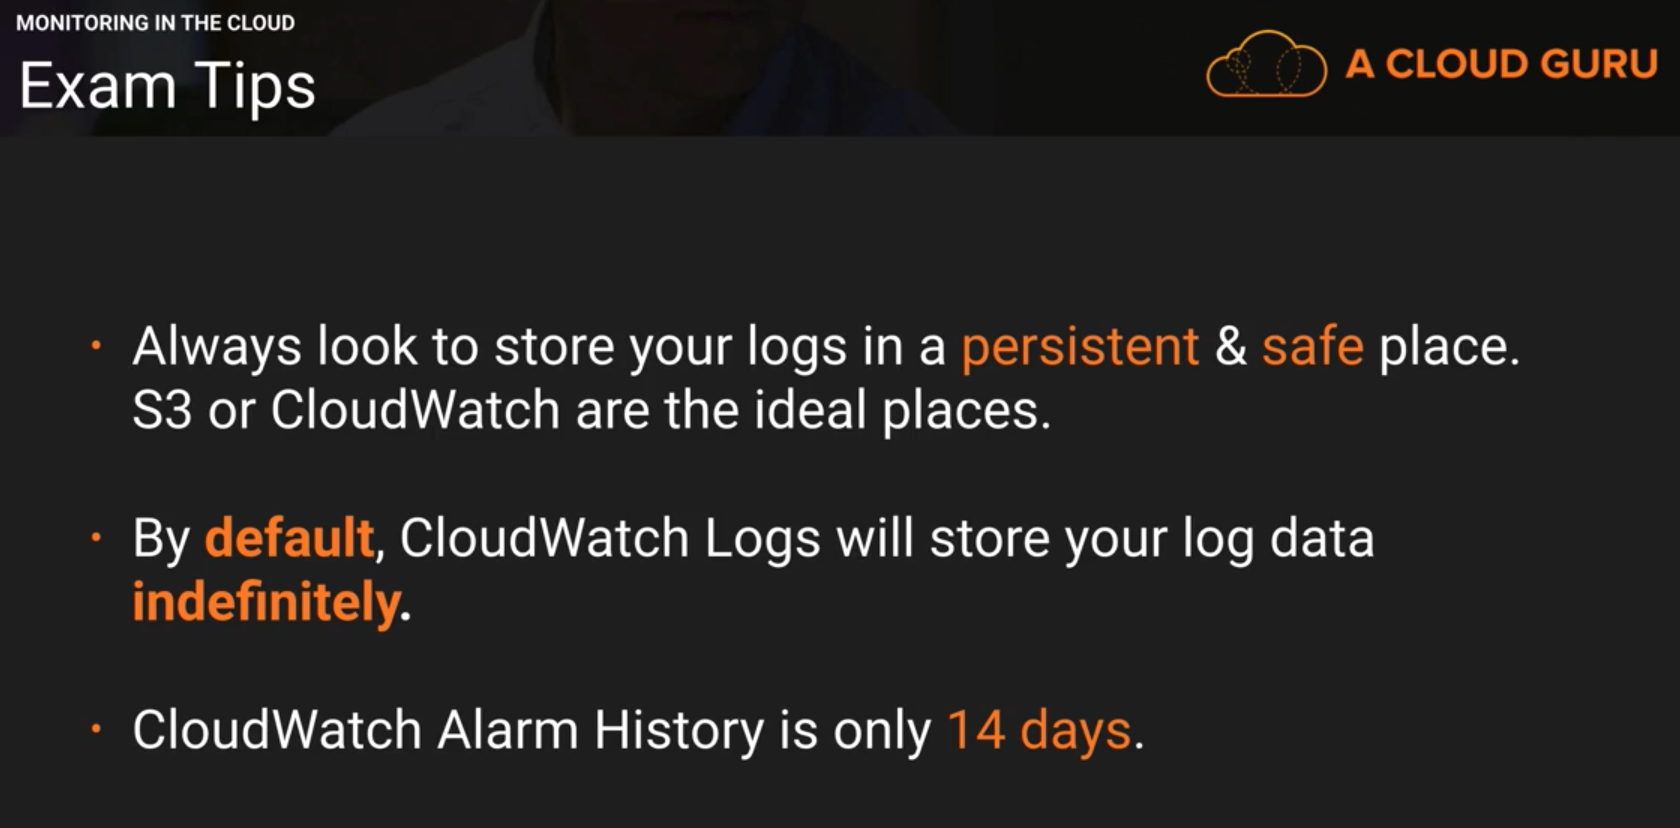 MONITORING IN THE CLOUD
Exam Tips
A CLOUD GURU
• Always look to store your logs in a persistent & safe place.
S3 or CloudWatch are the ideal places.
• By default, CloudWatch Logs will store your log data
indefinitely.
• CloudWatch Alarm History is only 14 days.